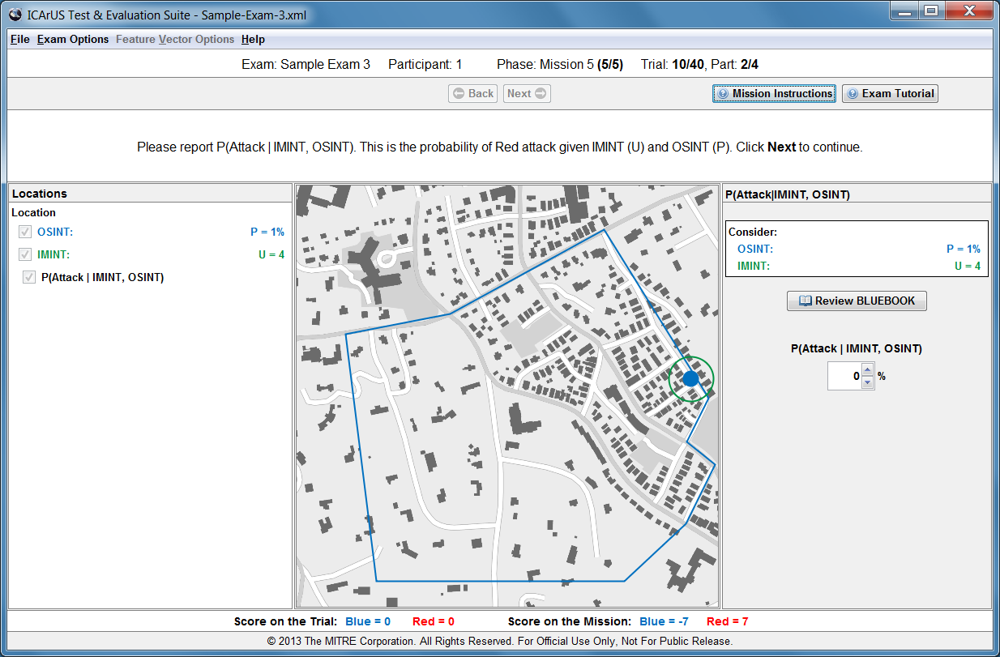 ICArUS Test & Evaluation Suite - Sample-Exam-3.xml
File Exam Options Feature Vector Options Help
Exam: Sample Exam 3 Participant: 1 Phase: Mission 5 (5/5) Trial: 10/40, Part: 2/4
Back Next Mission Instructions Exam Tutorial
Please report P(Attack | IMINT, OSINT). This is the probability of Red attack given IMINT (U) and OSINT (P). Click Next to continue.
Locations
Location
OSINT: P = 1%
IMINT: U = 4
P(Attack | IMINT, OSINT)
P(Attack|IMINT, OSINT)
Consider:
OSINT: P = 1%
IMINT: U = 4
Review BLUEBOOK
P(Attack | IMINT, OSINT)
0 %
Score on the Trial: Blue = 0 Red = 0 Score on the Mission: Blue = -7 Red = 7
© 2013 The MITRE Corporation. All Rights Reserved. For Official Use Only, Not For Public Release.